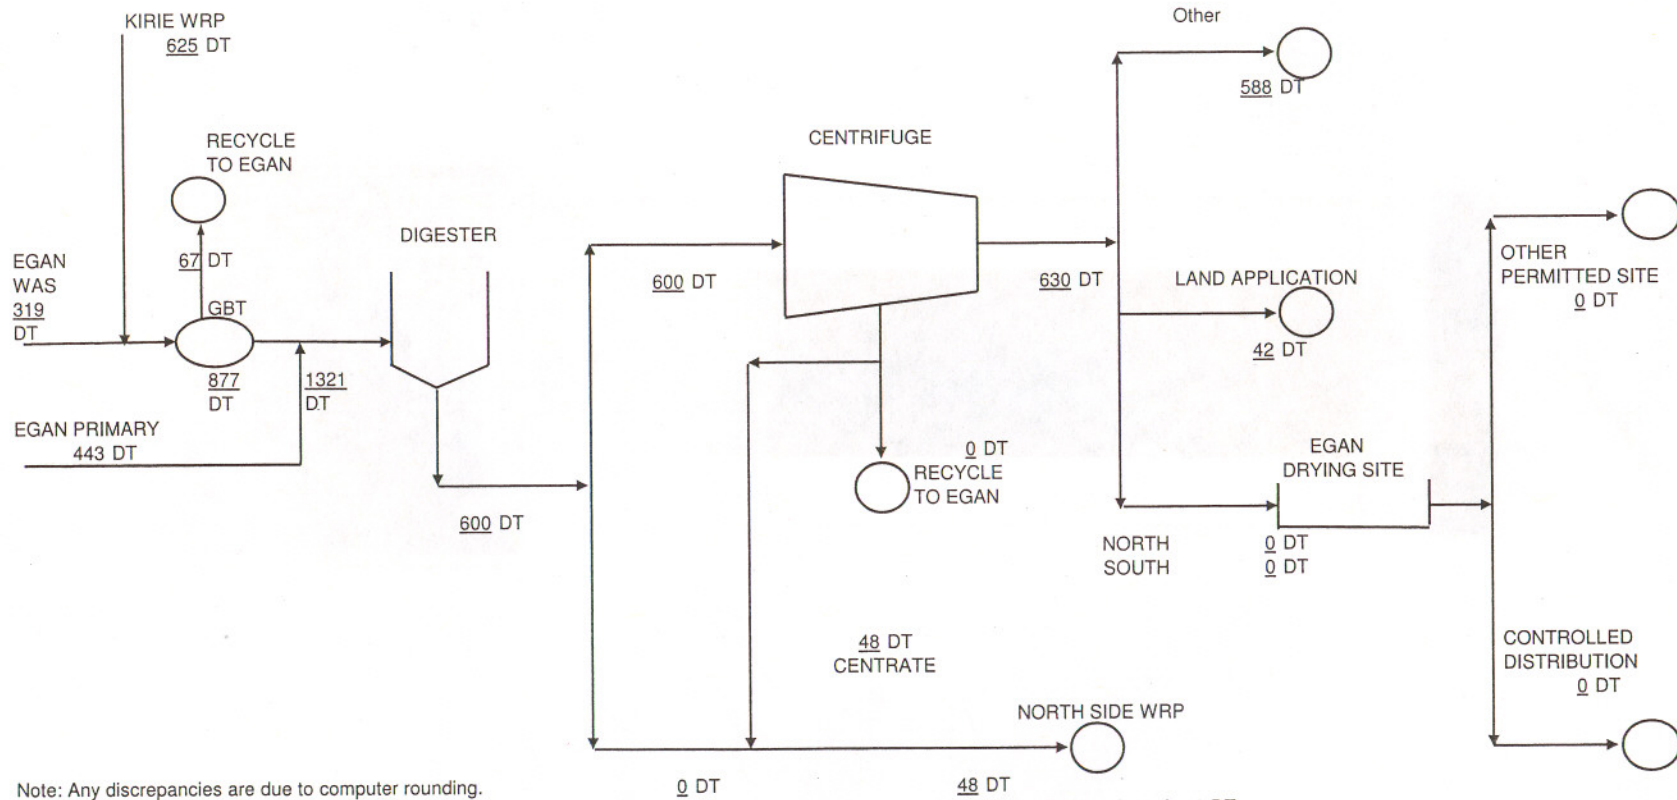 KIRIE WRP
625 DT
Other
588 DT
RECYCLE
TO EGAN
67 DT
CENTRIFUGE
DIGESTER
EGAN
WAS
319
DT
GBT
877
DT
1321
DT
EGAN PRIMARY
443 DT
600 DT
600 DT
630 DT
LAND APPLICATION
42 DT
OTHER
PERMITTED SITE
0 DT
0 DT
RECYCLE
TO EGAN
EGAN
DRYING SITE
NORTH 0 DT
SOUTH 0 DT
48 DT
CENTRATE
CONTROLLED
DISTRIBUTION
0 DT
NORTH SIDE WRP
0 DT
48 DT
Note: Any discrepancies are due to computer rounding.